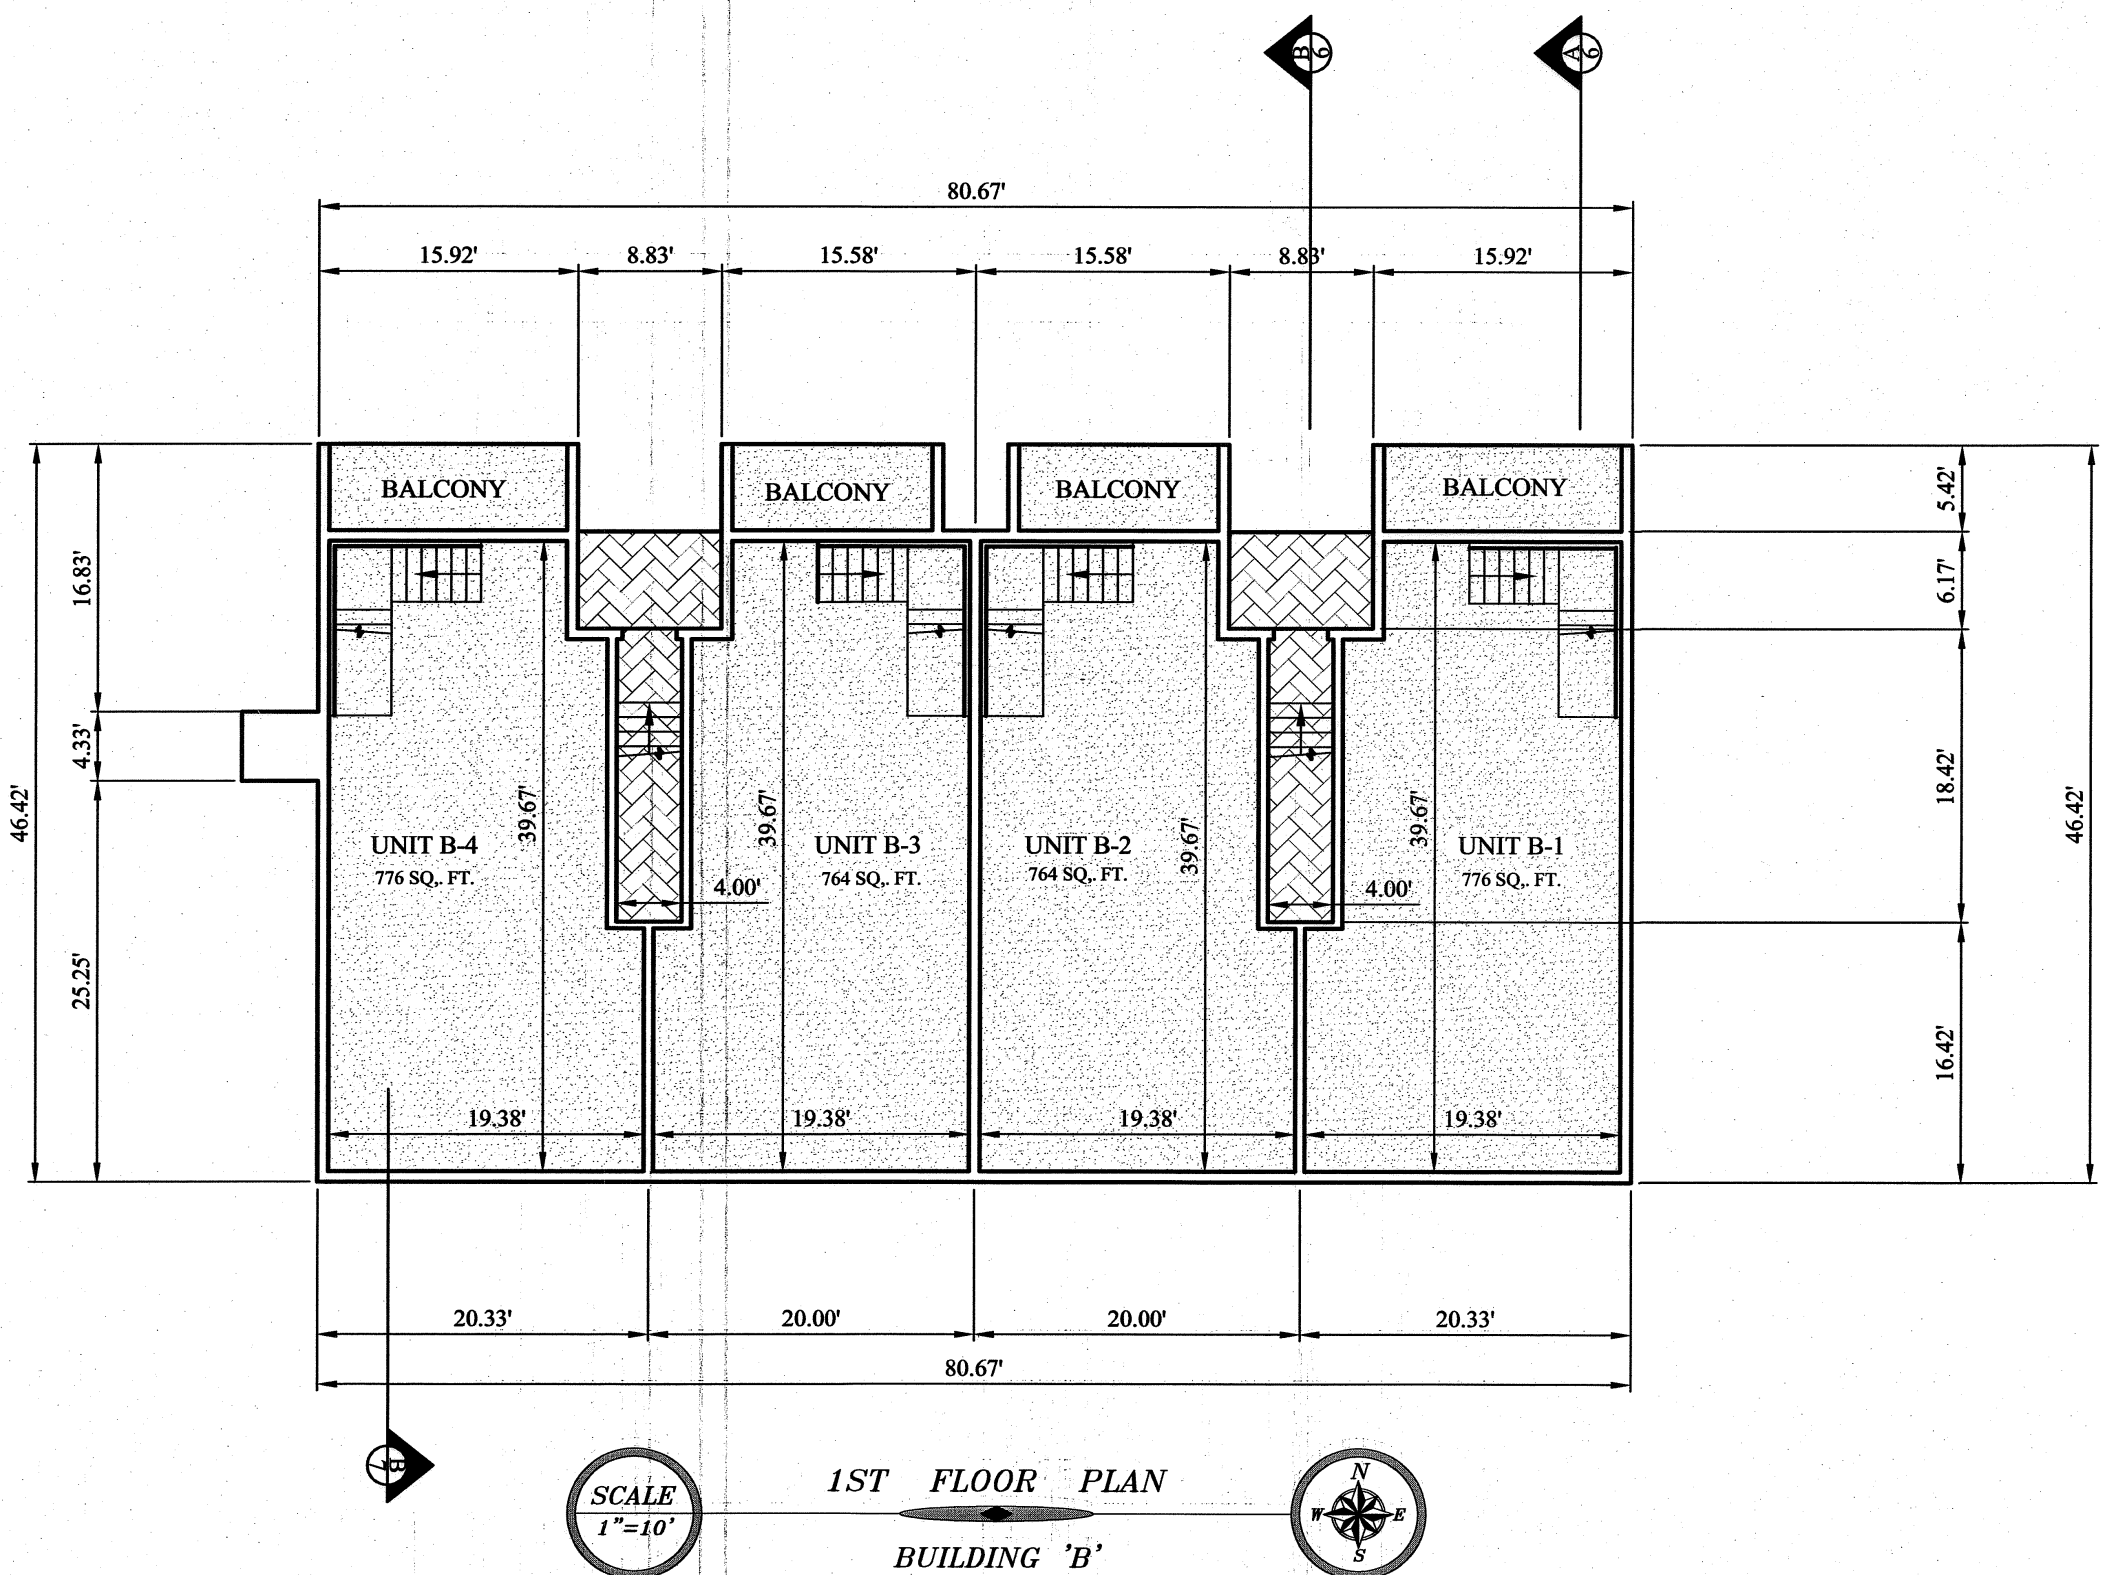 B
6
A
6
80.67'
15.92' 8.83' 15.58' 15.58' 8.83' 15.92'
BALCONY BALCONY BALCONY BALCONY
5.42'
16.83'
6.17'
4.33'
46.42'
25.25'
18.42'
46.42'
16.42'
39.67' 39.67' 39.67' 39.67'
UNIT B-4 UNIT B-3 UNIT B-2 UNIT B-1
776 SQ,. FT. 764 SQ,. FT. 764 SQ,. FT. 776 SQ,. FT.
4.00' 4.00'
19.38' 19.38' 19.38' 19.38'
20.33' 20.00' 20.00' 20.33'
80.67'
B
7
SCALE
1"=10'
1ST FLOOR PLAN
BUILDING 'B'
N
W E
S